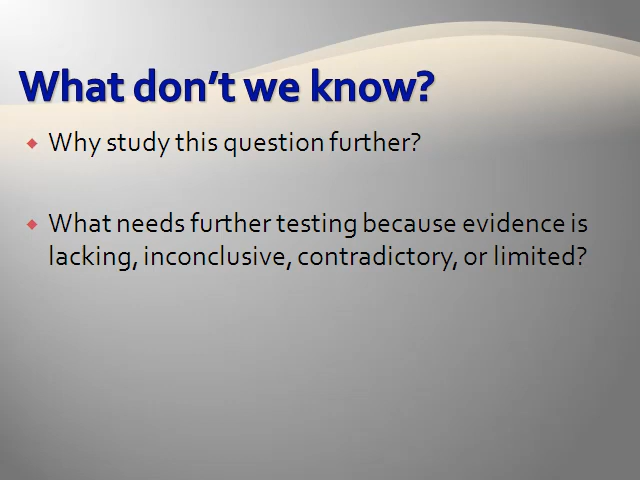 What don’t we know?
Why study this question further?
What needs further testing because evidence is
lacking, inconclusive, contradictory, or limited?